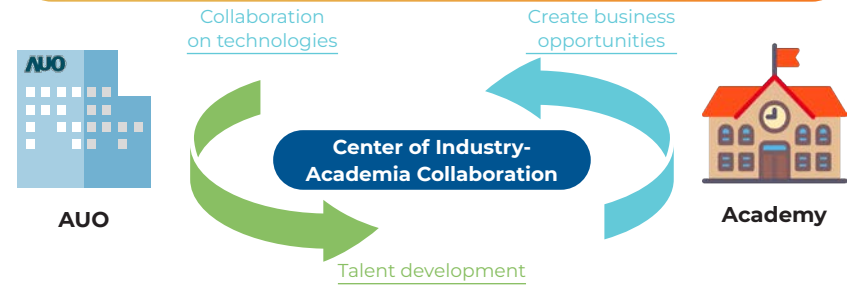 Collaboration
on technologies
Create business
opportunities
AUO
Center of Industry-
Academia Collaboration
AUO
Academy
Talent development